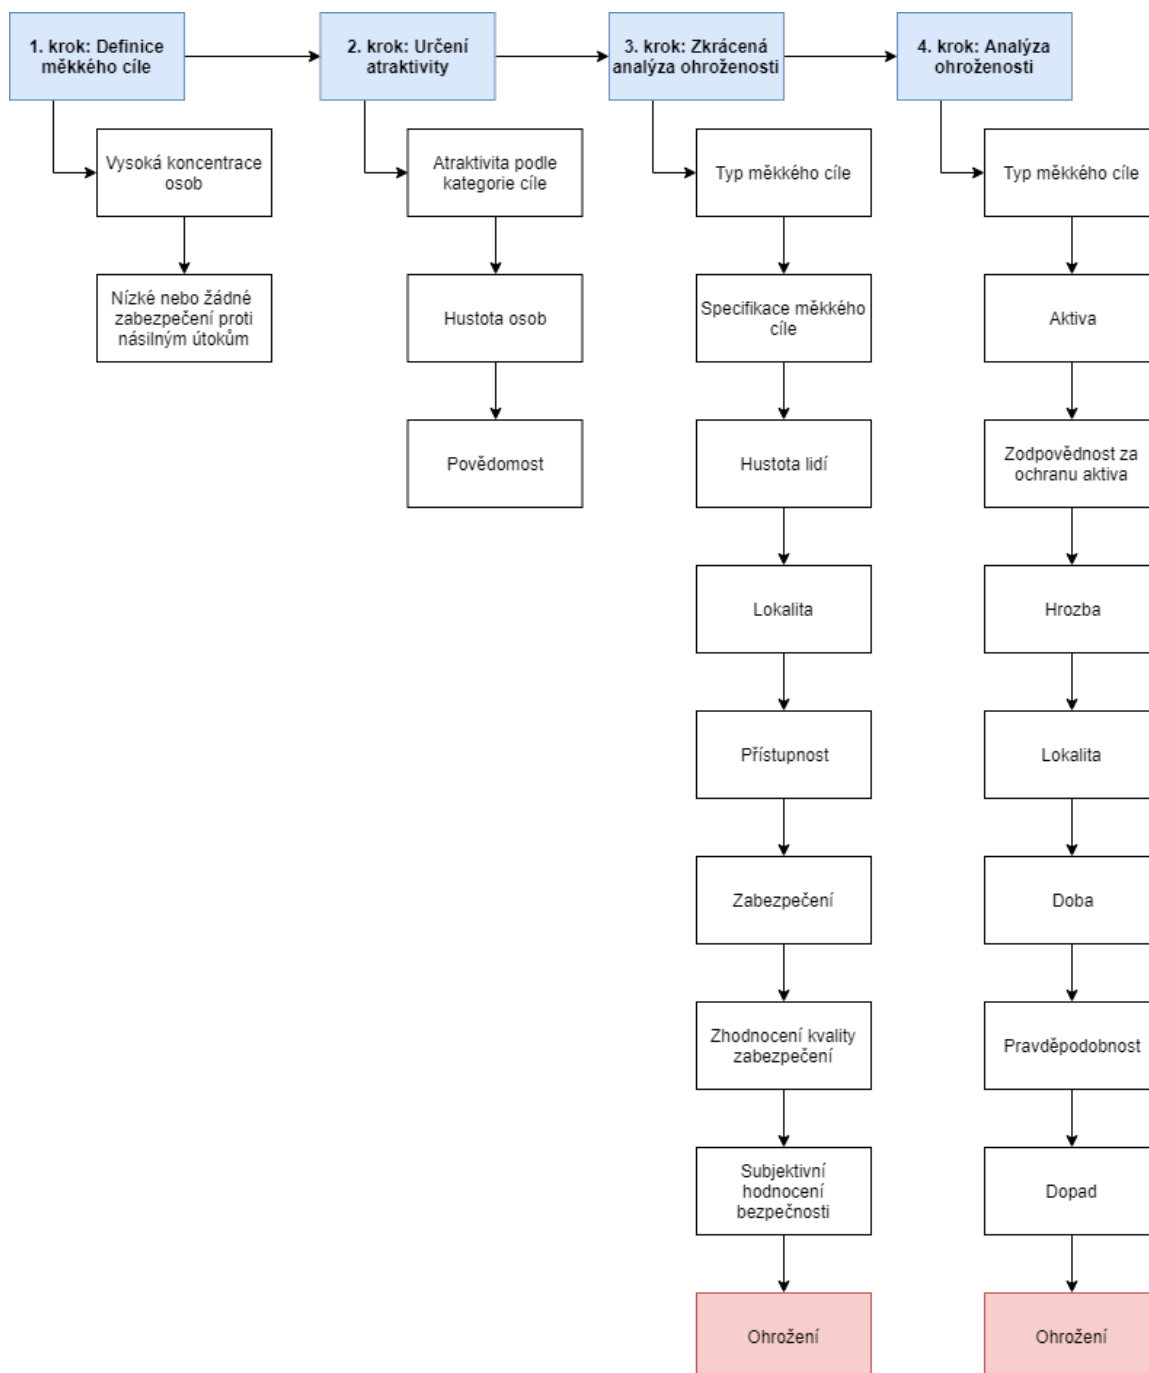 1. krok: Definice
měkkého cíle
2. krok: Určení
atraktivity
3. krok: Zkrácená
analýza ohroženosti
4. krok: Analýza
ohroženosti
Vysoká koncentrace
osob
Nízké nebo žádné
zabezpečení proti
násilným útokům
Atraktivita podle
kategorie cíle
Hustota osob
Povědomost
Typ měkkého cíle
Specifikace měkkého
cíle
Hustota lidí
Lokalita
Přístupnost
Zabezpečení
Zhodnocení kvality
zabezpečení
Subjektivní
hodnocení
bezpečnosti
Ohrožení
Typ měkkého cíle
Aktiva
Zodpovědnost za
ochranu aktiva
Hrozba
Lokalita
Doba
Pravděpodobnost
Dopad
Ohrožení